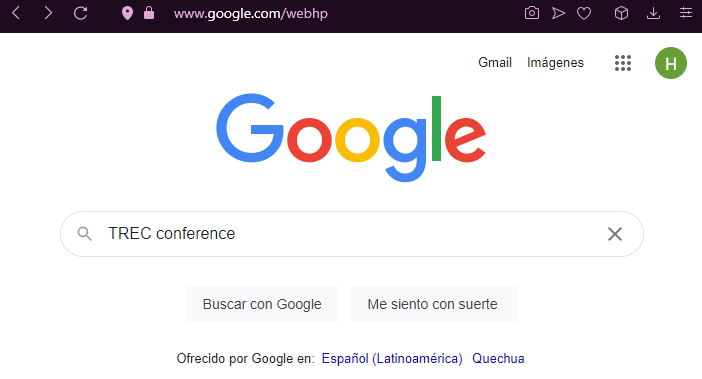 www.google.com/webhp
Gmail Imágenes H
Google
TREC conference
Buscar con Google Me siento con suerte
Ofrecido por Google en: Español (Latinoamérica) Quechua